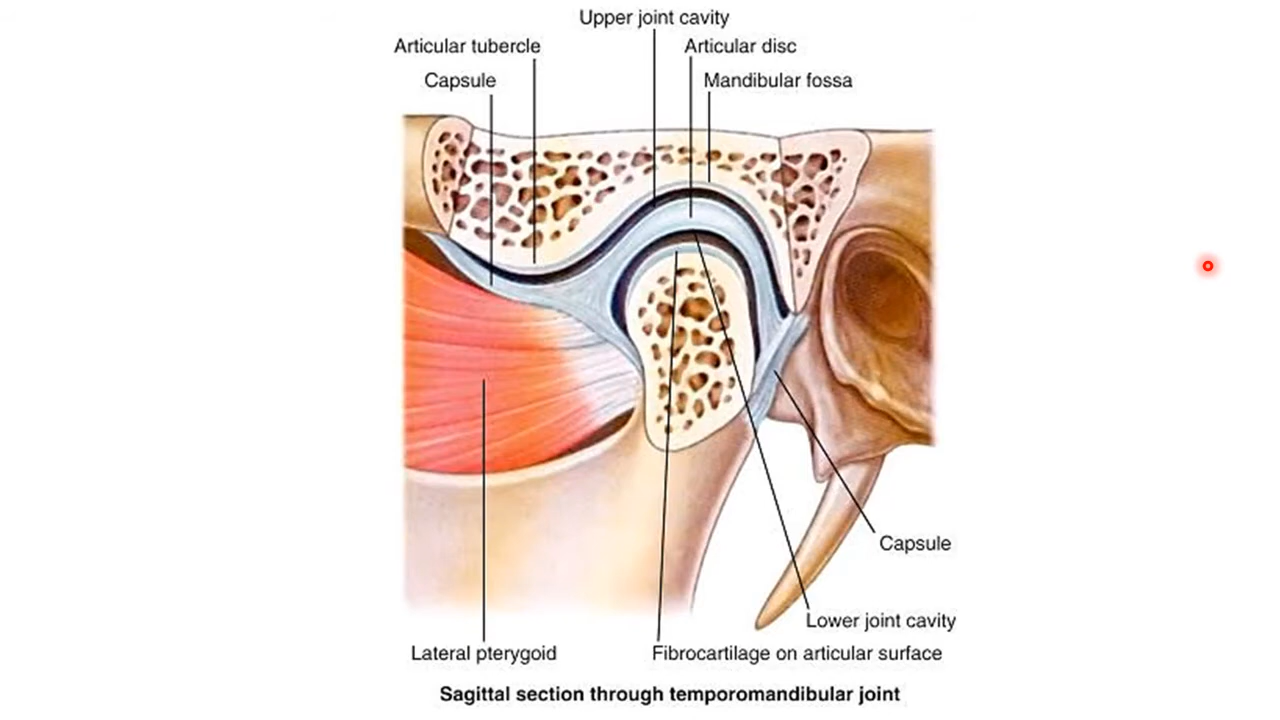 Upper joint cavity
Articular tubercle
Articular disc
Capsule
Mandibular fossa
Capsule
Lower joint cavity
Lateral pterygoid
Fibrocartilage on articular surface
Sagittal section through temporomandibular joint